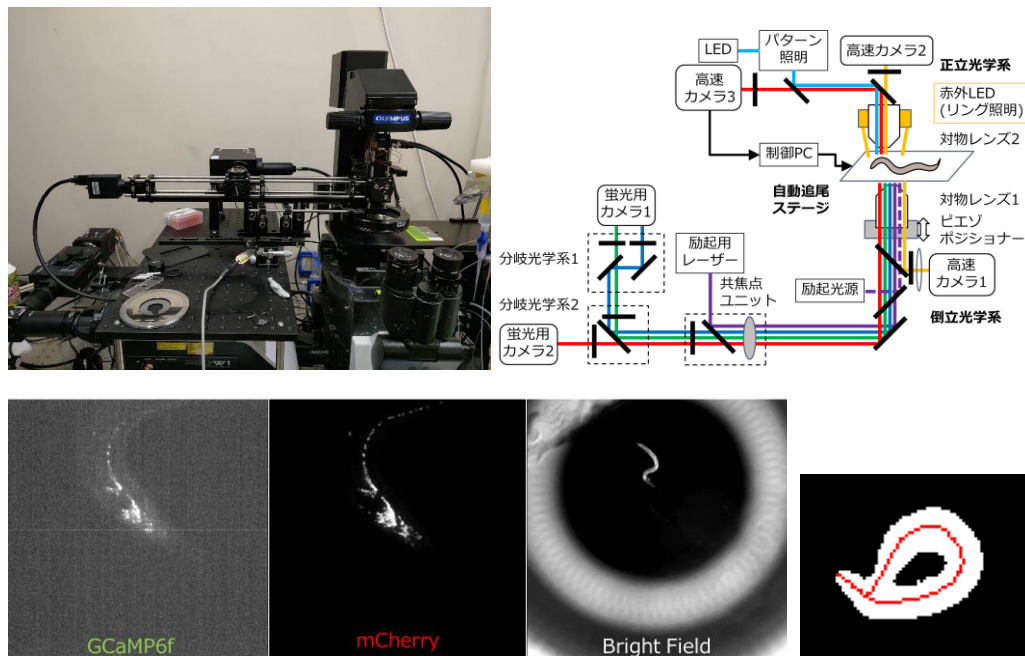 OLYMPUS
LED
パターン
照明
高速カメラ2
正立光学系
高速
カメラ3
赤外LED
(リング照明)
制御PC
対物レンズ2
自動追尾
ステージ
対物レンズ1
ピエゾ
ポジショナー
蛍光用
カメラ1
励起用
レーザー
分岐光学系1
共焦点
ユニット
励起光源
高速
カメラ1
倒立光学系
分岐光学系2
蛍光用
カメラ2
GCaMP6f
mCherry
Bright Field